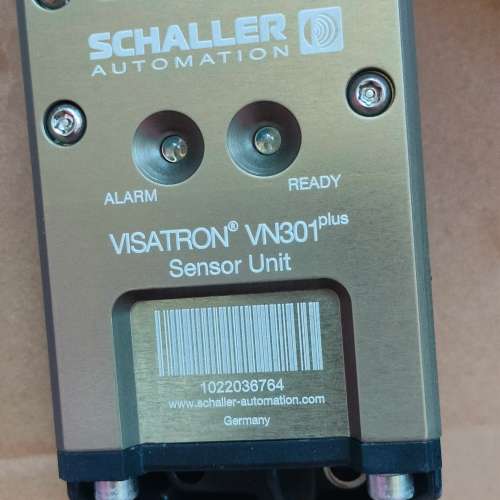 SCHALLER
AUTOMATION
ALARM
READY
VISATRON® VN301plus
Sensor Unit
1022036764
www.schaller-automation.com
Germany